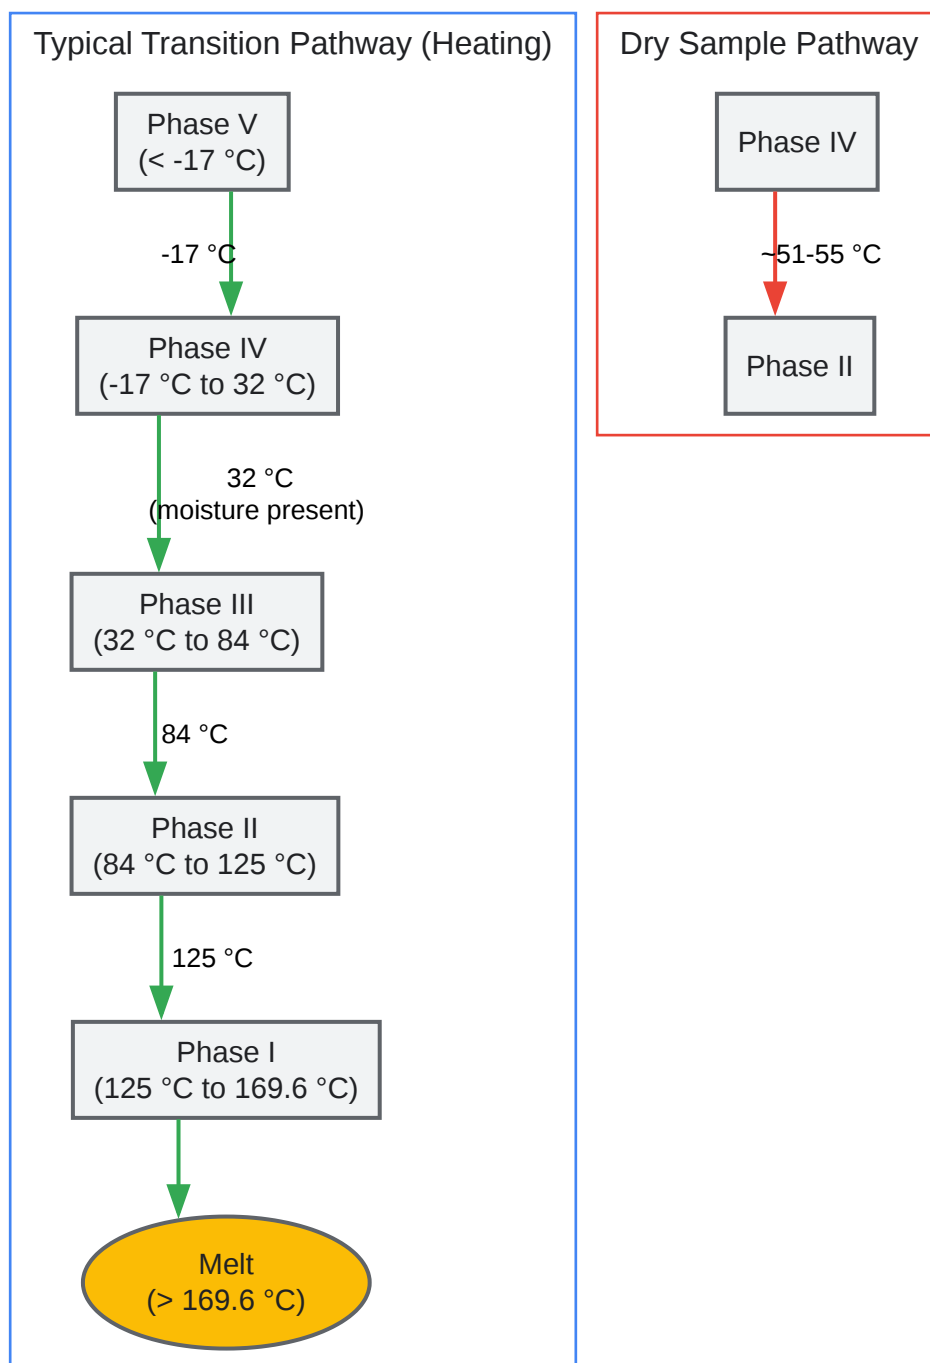 Typical Transition Pathway (Heating)
Phase V
(< -17 °C)
-17 °C
Phase IV
(-17 °C to 32 °C)
32 °C
(moisture present)
Phase III
(32 °C to 84 °C)
84 °C
Phase II
(84 °C to 125 °C)
125 °C
Phase I
(125 °C to 169.6 °C)
Melt
(> 169.6 °C)
Dry Sample Pathway
Phase IV
~51-55 °C
Phase II